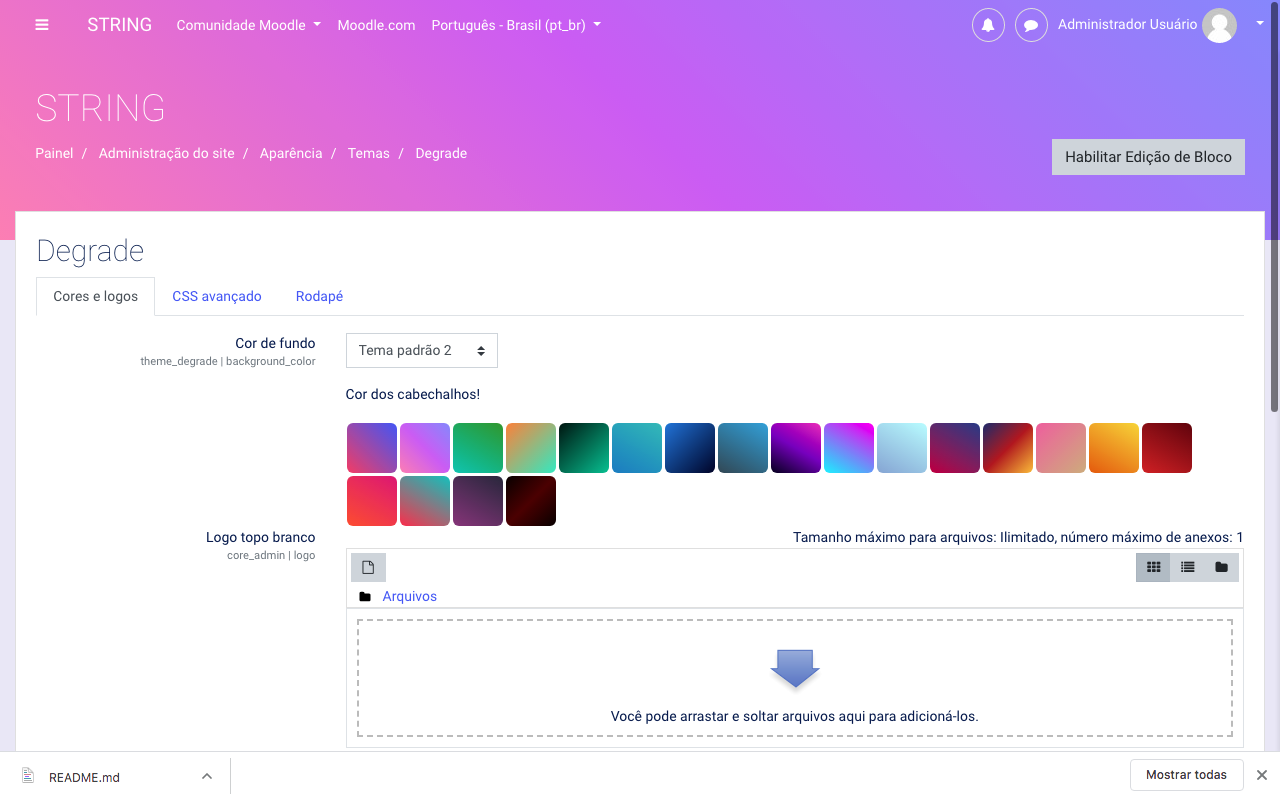 STRING Comunidade Moodle Moodle.com Português - Brasil (pt_br) Administrador Usuário
STRING
Painel / Administração do site / Aparência / Temas / Degrade
Habilitar Edição de Bloco
Degrade
Cores e logos CSS avançado Rodapé
Cor de fundo Tema padrão 2
theme_degrade | background_color
Cor dos cabechalhos!
Logo topo branco Tamanho máximo para arquivos: Ilimitado, número máximo de anexos: 1
core_admin | logo
Arquivos
Você pode arrastar e soltar arquivos aqui para adicioná-los.
README.md Mostrar todas